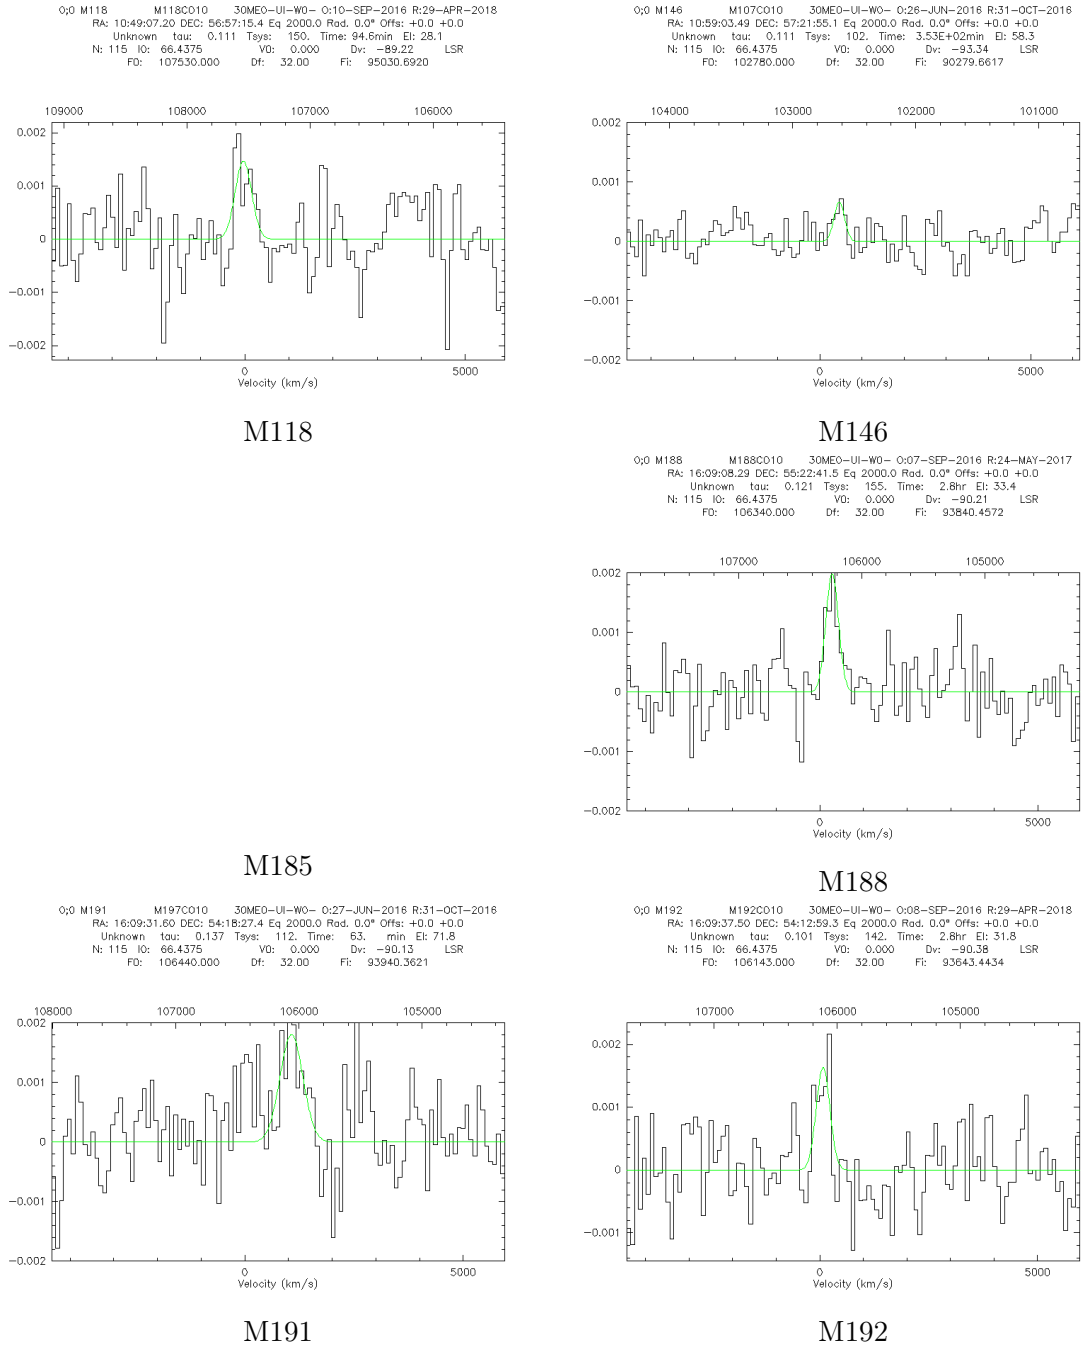 0;0 M118 M118CO10 30ME0-UI-W0- O:10-SEP-2016 R:29-APR-2018
RA: 10:49:07.20 DEC: 56:57:15.4 Eq 2000.0 Rad. 0.0° Offs: +0.0 +0.0
Unknown tau: 0.111 Tsys: 150. Time: 94.6min El: 28.1
N: 115 I0: 66.4375 V0: 0.000 Dv: -89.22 LSR
F0: 107530.000 Df: 32.00 Fi: 95030.6920
109000 108000 107000 106000
0.002
0.001
0
-0.001
-0.002
0 5000
Velocity (km/s)
M118
0;0 M146 M107CO10 30ME0-UI-W0- O:26-JUN-2016 R:31-OCT-2016
RA: 10:59:03.49 DEC: 57:21:55.1 Eq 2000.0 Rad. 0.0° Offs: +0.0 +0.0
Unknown tau: 0.111 Tsys: 102. Time: 3.53E+02min El: 58.3
N: 115 I0: 66.4375 V0: 0.000 Dv: -93.34 LSR
F0: 102780.000 Df: 32.00 Fi: 90279.6617
104000 103000 102000 101000
0.002
0.001
0
-0.001
-0.002
0 5000
Velocity (km/s)
M146
M185
0;0 M188 M188CO10 30ME0-UI-W0- O:07-SEP-2016 R:24-MAY-2017
RA: 16:09:08.29 DEC: 55:22:41.5 Eq 2000.0 Rad. 0.0° Offs: +0.0 +0.0
Unknown tau: 0.121 Tsys: 155. Time: 2.8hr El: 33.4
N: 115 I0: 66.4375 V0: 0.000 Dv: -90.21 LSR
F0: 106340.000 Df: 32.00 Fi: 93840.4572
107000 106000 105000
0.002
0.001
0
-0.001
-0.002
0 5000
Velocity (km/s)
M188
0;0 M191 M197CO10 30ME0-UI-W0- O:27-JUN-2016 R:31-OCT-2016
RA: 16:09:31.60 DEC: 54:18:27.4 Eq 2000.0 Rad. 0.0° Offs: +0.0 +0.0
Unknown tau: 0.137 Tsys: 112. Time: 63. min El: 71.8
N: 115 I0: 66.4375 V0: 0.000 Dv: -90.13 LSR
F0: 106440.000 Df: 32.00 Fi: 93940.3621
108000 107000 106000 105000
0.002
0.001
0
-0.001
-0.002
0 5000
Velocity (km/s)
M191
0;0 M192 M192CO10 30ME0-UI-W0- O:08-SEP-2016 R:29-APR-2018
RA: 16:09:37.50 DEC: 54:12:59.3 Eq 2000.0 Rad. 0.0° Offs: +0.0 +0.0
Unknown tau: 0.101 Tsys: 142. Time: 2.8hr El: 31.8
N: 115 I0: 66.4375 V0: 0.000 Dv: -90.38 LSR
F0: 106143.000 Df: 32.00 Fi: 93643.4434
107000 106000 105000
0.002
0.001
0
-0.001
0 5000
Velocity (km/s)
M192